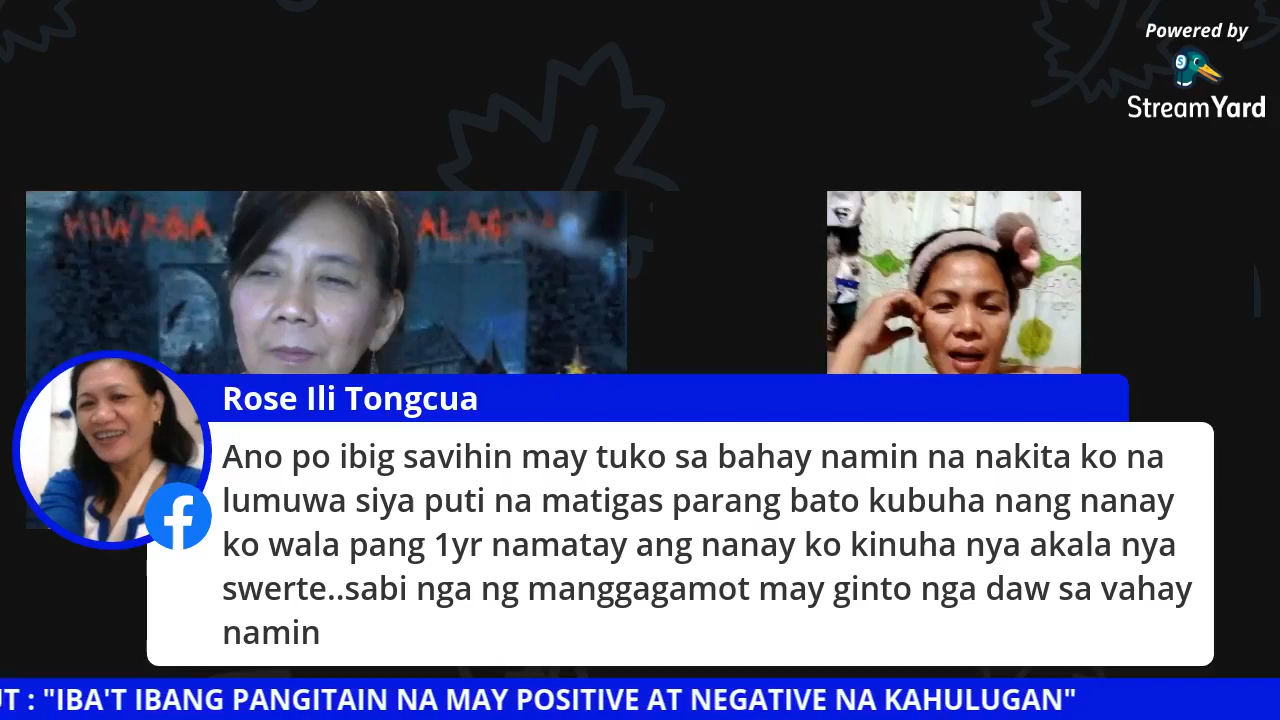 Powered by
StreamYard
HIWAGA
Rose Ili Tongcua
Ano po ibig savihin may tuko sa bahay namin na nakita ko na
lumuwa siya puti na matigas parang bato kubuha nang nanay
ko wala pang 1yr namatay ang nanay ko kinuha nya akala nya
swerte..sabi nga ng manggagamot may ginto nga daw sa vahay
namin
: "IBA'T IBANG PANGITAIN NA MAY POSITIVE AT NEGATIVE NA KAHULUGAN"